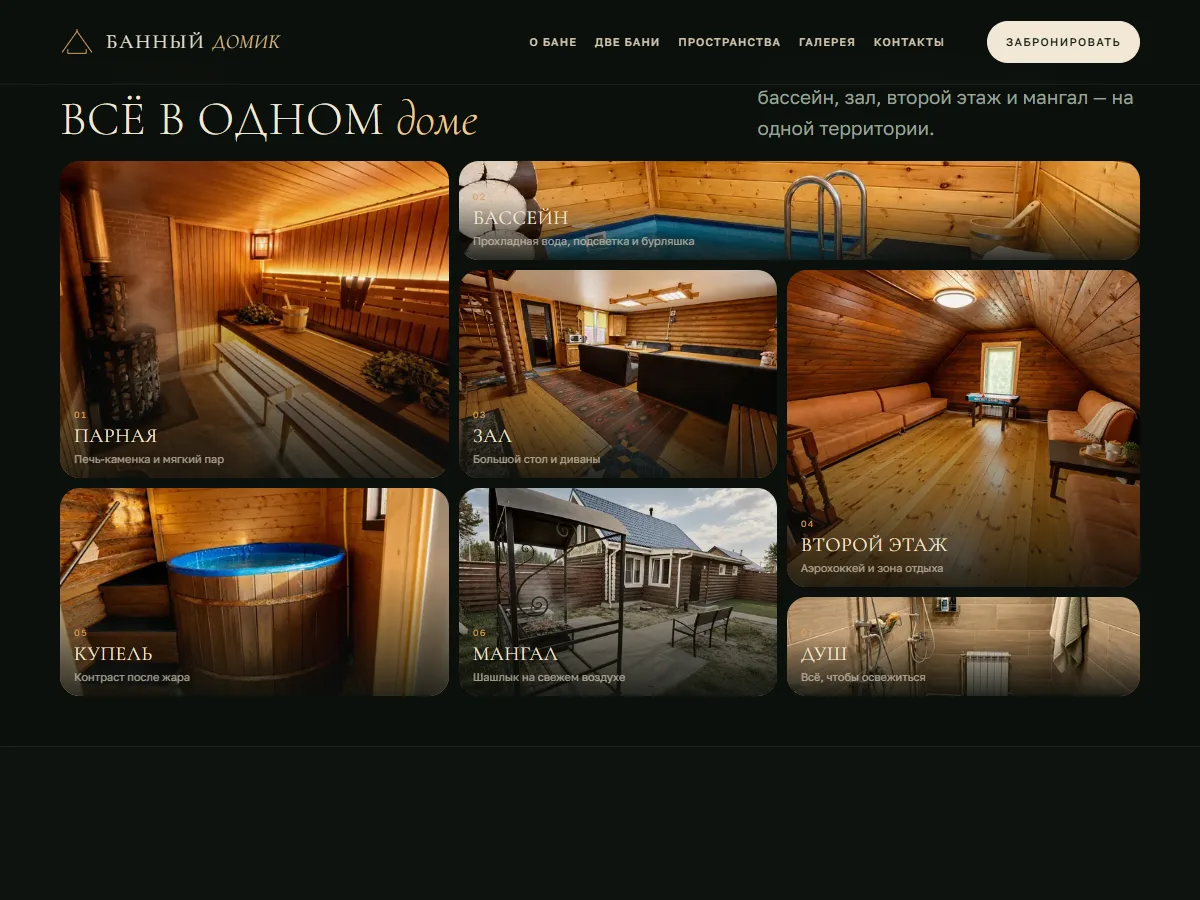 БАННЫЙ ДОМИК
О БАНЕ
ДВЕ БАНИ
ПРОСТРАНСТВА
ГАЛЕРЕЯ
КОНТАКТЫ
ЗАБРОНИРОВАТЬ
ВСЁ В ОДНОМ доме
бассейн, зал, второй этаж и мангал — на
одной территории.
02
БАССЕЙН
Прохладная вода, подсветка и бурляшка
01
ПАРНАЯ
Печь-каменка и мягкий пар
03
ЗАЛ
Большой стол и диваны
04
ВТОРОЙ ЭТАЖ
Аэрохоккей и зона отдыха
05
КУПЕЛЬ
Контраст после жара
06
МАНГАЛ
Шашлык на свежем воздухе
ДУШ
Всё, чтобы освежиться